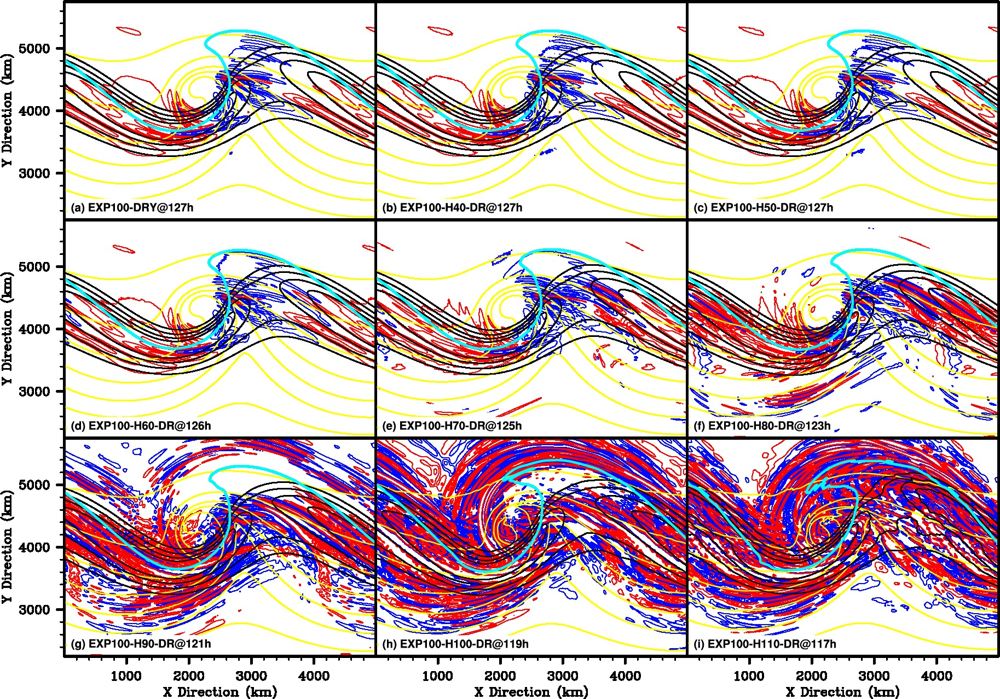 Y Direction (km)
5000
4000
3000
(a) EXP100-DRY@127h
(b) EXP100-H40-DR@127h
(c) EXP100-H50-DR@127h
Y Direction (km)
5000
4000
3000
(d) EXP100-H60-DR@126h
(e) EXP100-H70-DR@125h
(f) EXP100-H80-DR@123h
Y Direction (km)
5000
4000
3000
(g) EXP100-H90-DR@121h
(h) EXP100-H100-DR@119h
(i) EXP100-H110-DR@117h
1000 2000 3000 4000
1000 2000 3000 4000
1000 2000 3000 4000
X Direction (km)
X Direction (km)
X Direction (km)